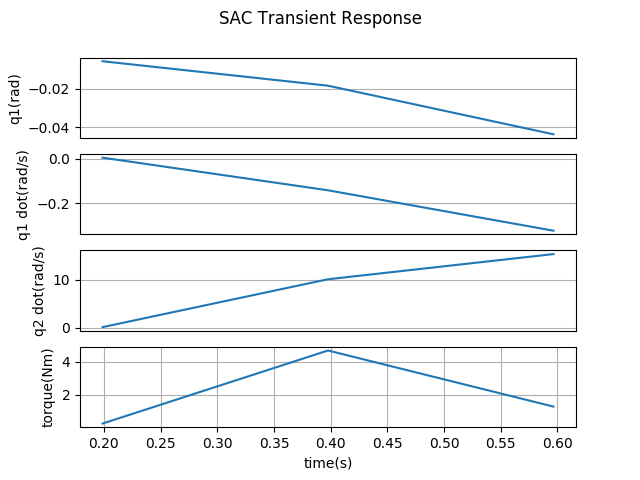 SAC Transient Response
q1(rad)
−0.02
−0.04
q1 dot(rad/s)
0.0
−0.2
q2 dot(rad/s)
10
0
torque(Nm)
4
2
0.20 0.25 0.30 0.35 0.40 0.45 0.50 0.55 0.60
time(s)